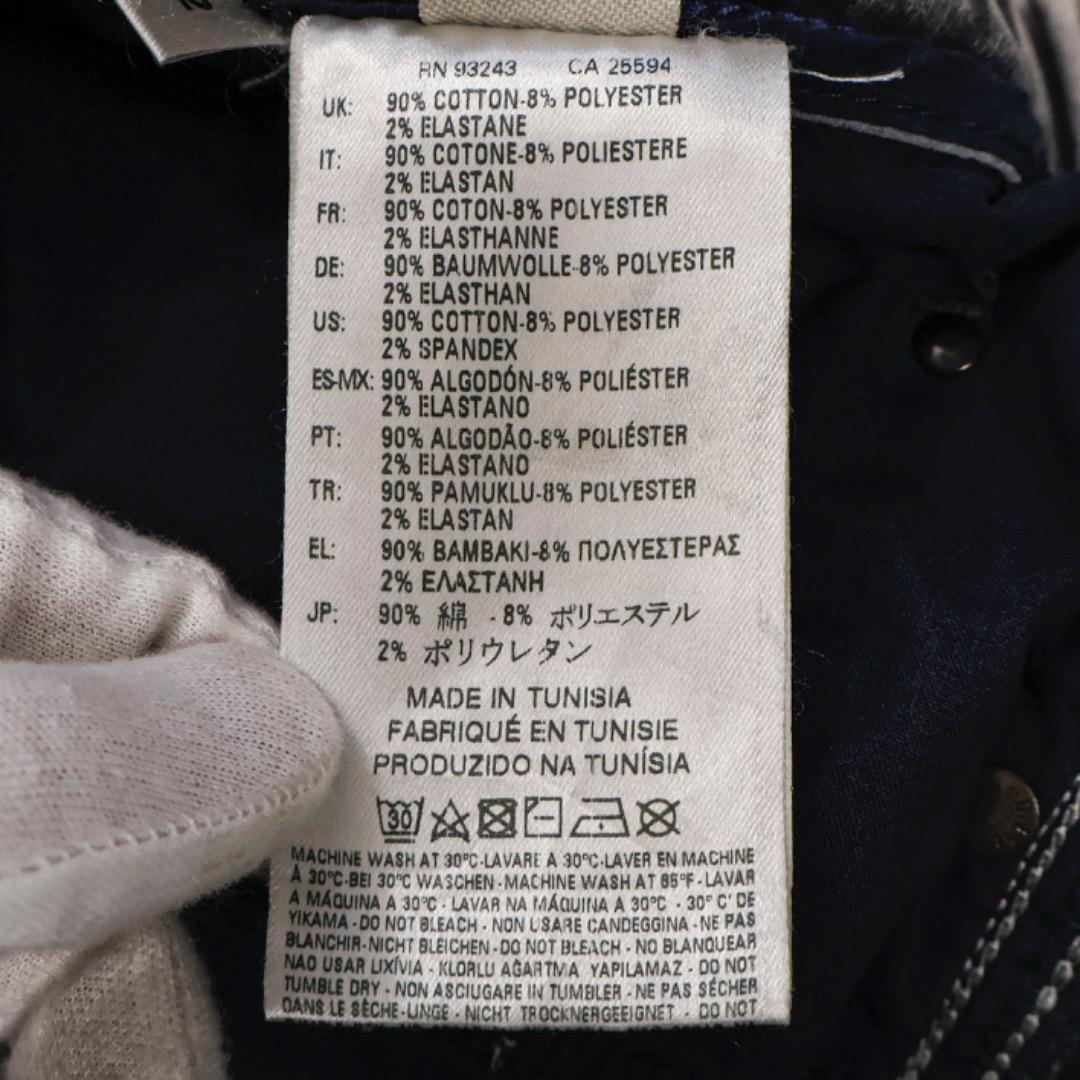 RN 93243 CA 25594
UK: 90% COTTON-8% POLYESTER
2% ELASTANE
IT: 90% COTONE-8% POLIESTERE
2% ELASTAN
FR: 90% COTON-8% POLYESTER
2% ELASTHANNE
DE: 90% BAUMWOLLE-8% POLYESTER
2% ELASTHAN
US: 90% COTTON-8% POLYESTER
2% SPANDEX
ES-MX: 90% ALGODÓN-8% POLIÉSTER
2% ELASTANO
PT: 90% ALGODÃO-8% POLIÉSTER
2% ELASTANO
TR: 90% PAMUKLU-8% POLYESTER
2% ELASTAN
EL: 90% BAMBAKI-8% ΠΟΛΥΕΣΤΕΡΑΣ
2% ΕΛΑΣΤΑΝΗ
JP: 90% 綿 -8% ポリエステル
2% ポリウレタン
MADE IN TUNISIA
FABRIQUÉ EN TUNISIE
PRODUZIDO NA TUNÍSIA
30
MACHINE WASH AT 30°C-LAVARE A 30°C-LAVER EN MACHINE
À 30°C-BEI 30°C WASCHEN-MACHINE WASH AT 85°F-LAVAR
A MÁQUINA A 30°C - LAVAR NA MÁQUINA A 30°C - 30° C' DE
YIKAMA - DO NOT BLEACH - NON USARE CANDEGGINA - NE PAS
BLANCHIR-NICHT BLEICHEN-DO NOT BLEACH - NO BLANQUEAR
NAO USAR LIXÍVIA - KLORLU AĞARTMA YAPILAMAZ - DO NOT
TUMBLE DRY - NON ASCIUGARE IN TUMBLER - NE PAS SÉCHER
DANS LE SÈCHE-LINGE - NICHT TROCKNERGEEIGNET - DO NOT